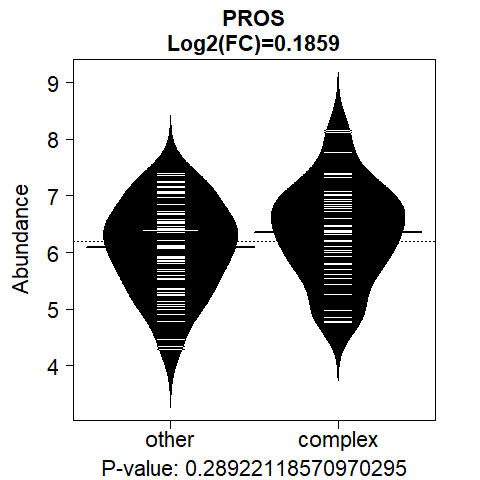 PROS
Log2(FC)=0.1859
Abundance
9
8
7
6
5
4
other complex
P-value: 0.28922118570970295